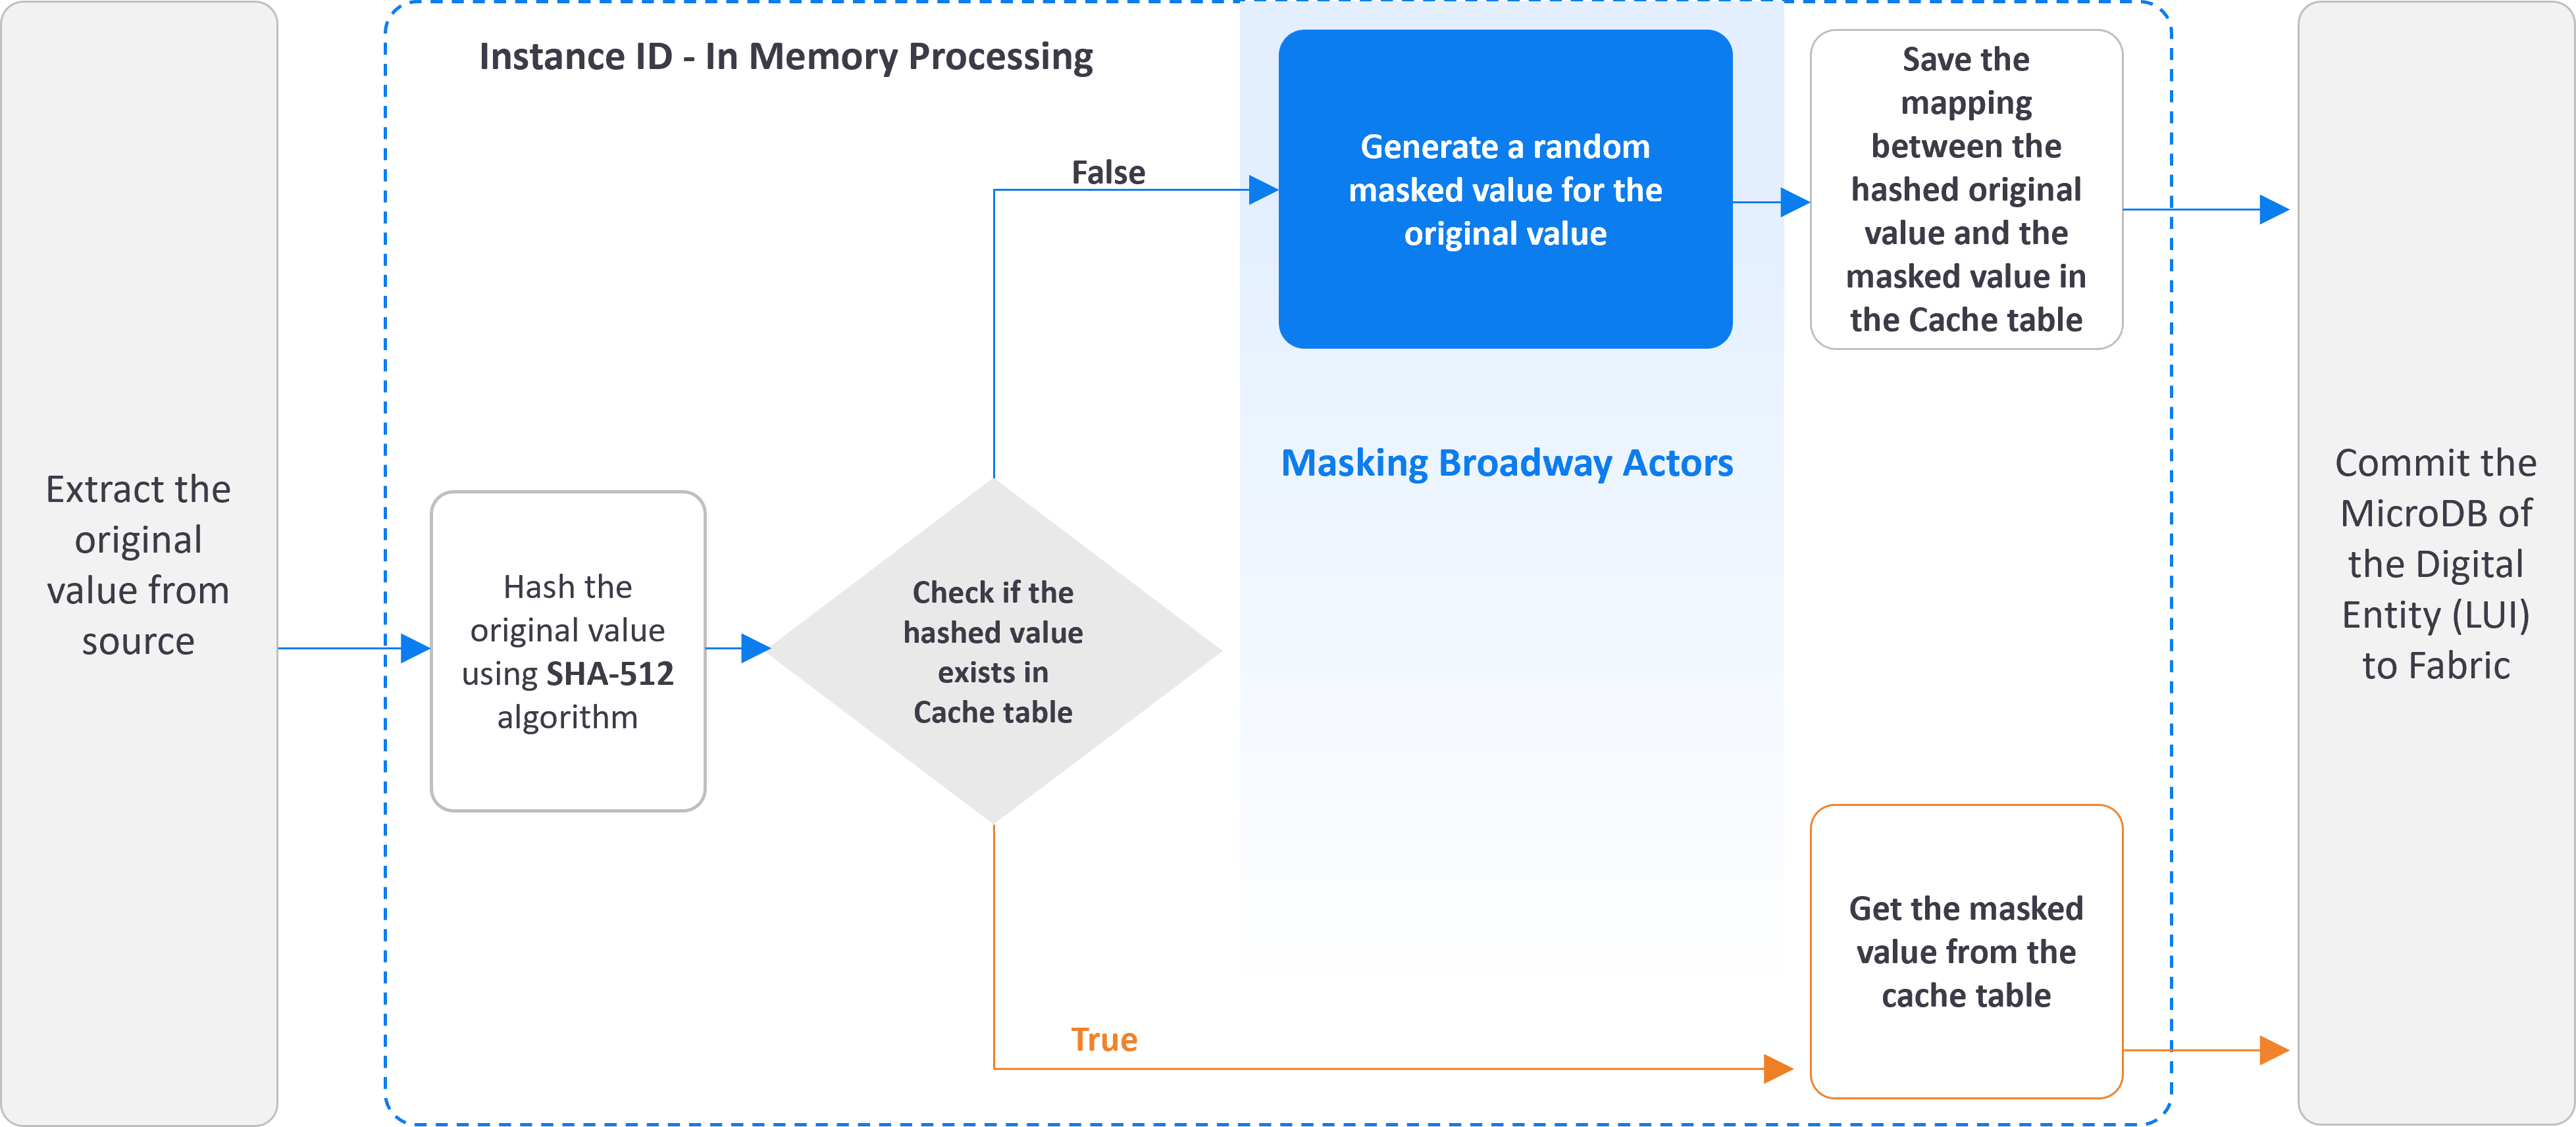 Extract the
original
value from
source
Instance ID - In Memory Processing
Hash the
original value
using SHA-512
algorithm
Check if the
hashed value
exists in
Cache table
False
Generate a random
masked value for the
original value
Masking Broadway Actors
Save the
mapping
between the
hashed original
value and the
masked value in
the Cache table
True
Get the masked
value from the
cache table
Commit the
MicroDB of
the Digital
Entity (LUI)
to Fabric